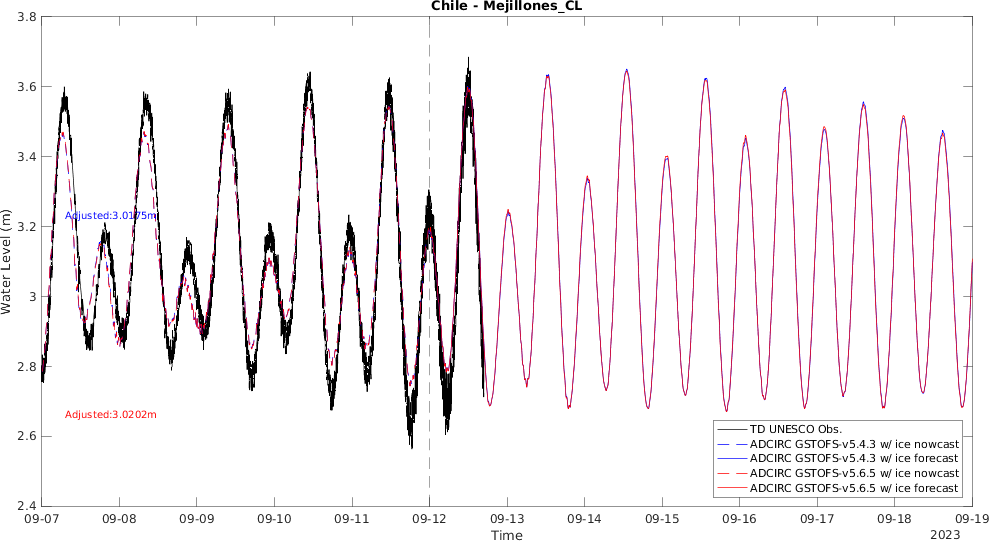 Chile - Mejillones_CL
3.8
3.6
3.4
3.2
3
2.8
2.6
2.4
Water Level (m)
Adjusted:3.0175m
Adjusted:3.0202m
TD UNESCO Obs.
ADCIRC GSTOFS-v5.4.3 w/ ice nowcast
ADCIRC GSTOFS-v5.4.3 w/ ice forecast
ADCIRC GSTOFS-v5.6.5 w/ ice nowcast
ADCIRC GSTOFS-v5.6.5 w/ ice forecast
09-07 09-08 09-09 09-10 09-11 09-12 09-13 09-14 09-15 09-16 09-17 09-18 09-19
Time
2023